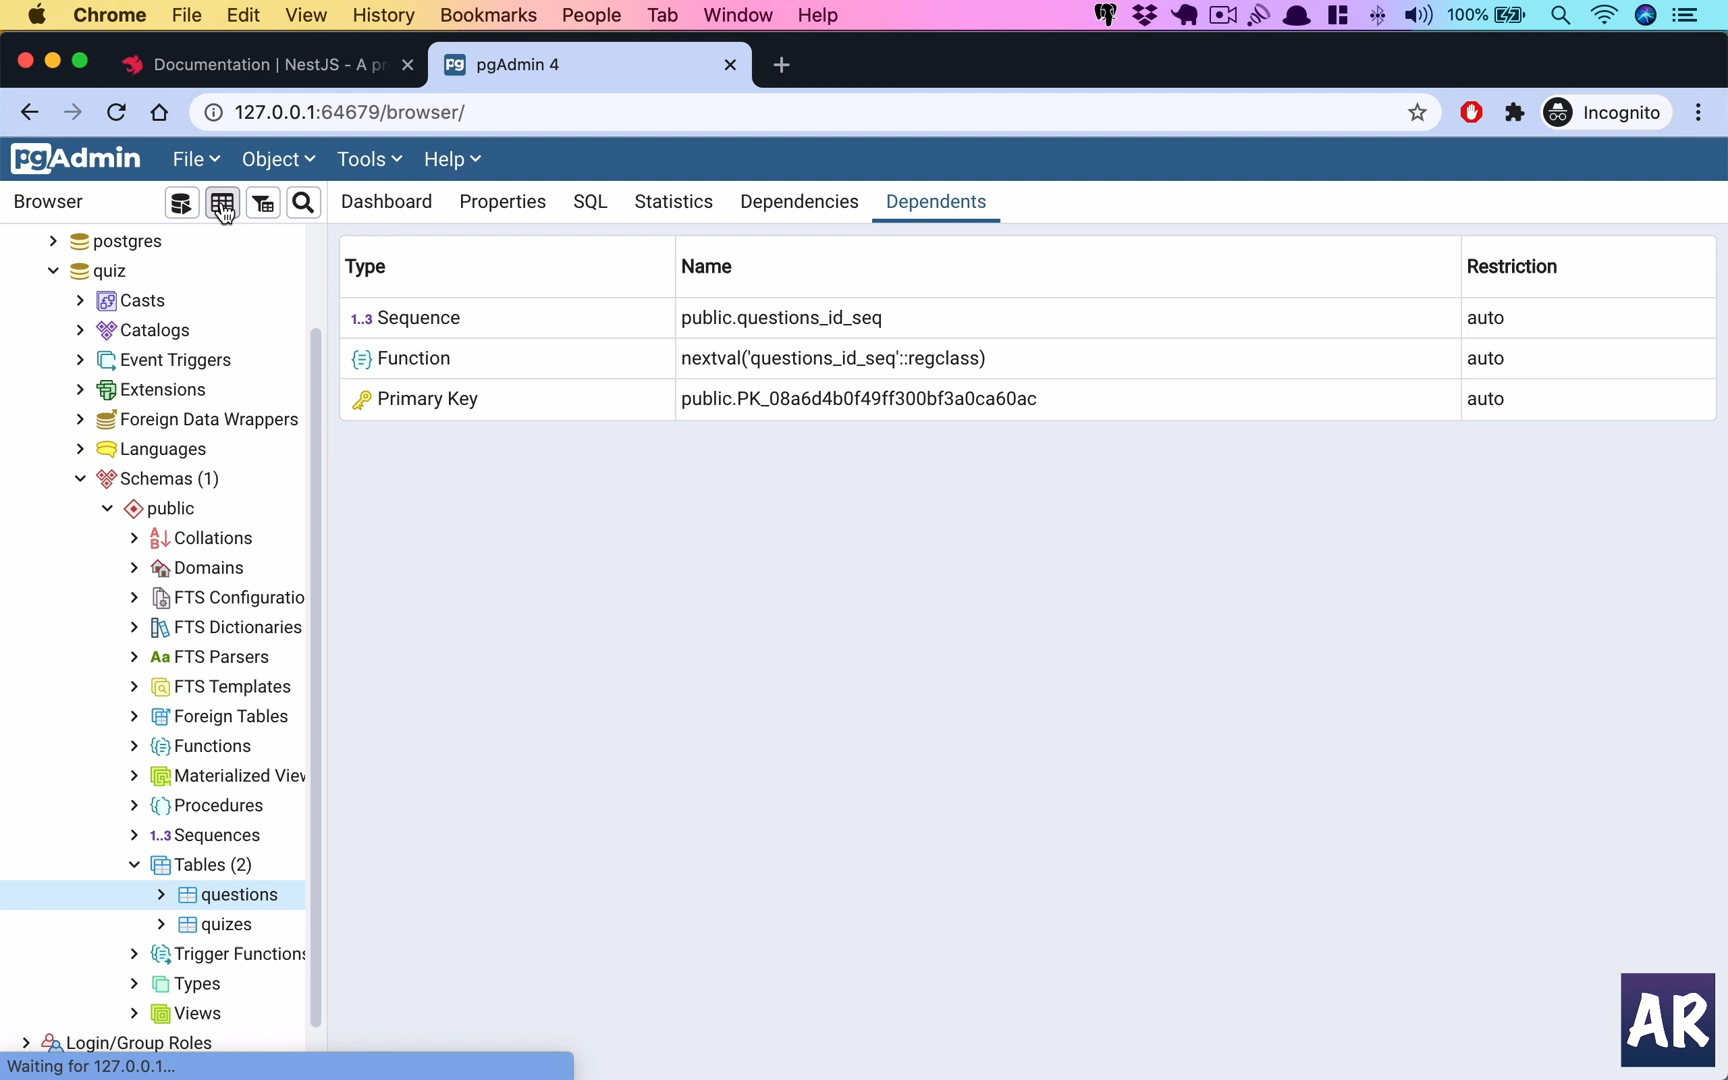 Chrome File Edit View History Bookmarks People Tab Window Help 100%
Documentation | NestJS - A pr
pgAdmin 4
127.0.0.1:64679/browser/
Incognito
pgAdmin File Object Tools Help
Browser
Dashboard Properties SQL Statistics Dependencies Dependents
postgres
quiz
Casts
Catalogs
Event Triggers
Extensions
Foreign Data Wrappers
Languages
Schemas (1)
public
Collations
Domains
FTS Configuratio
FTS Dictionaries
Aa FTS Parsers
FTS Templates
Foreign Tables
Functions
Materialized View
Procedures
1..3 Sequences
Tables (2)
questions
quizes
Trigger Functions
Types
Views
Login/Group Roles
Waiting for 127.0.0.1...
Type Name Restriction
1..3 Sequence public.questions_id_seq auto
Function nextval('questions_id_seq'::regclass) auto
Primary Key public.PK_08a6d4b0f49ff300bf3a0ca60ac auto
AR